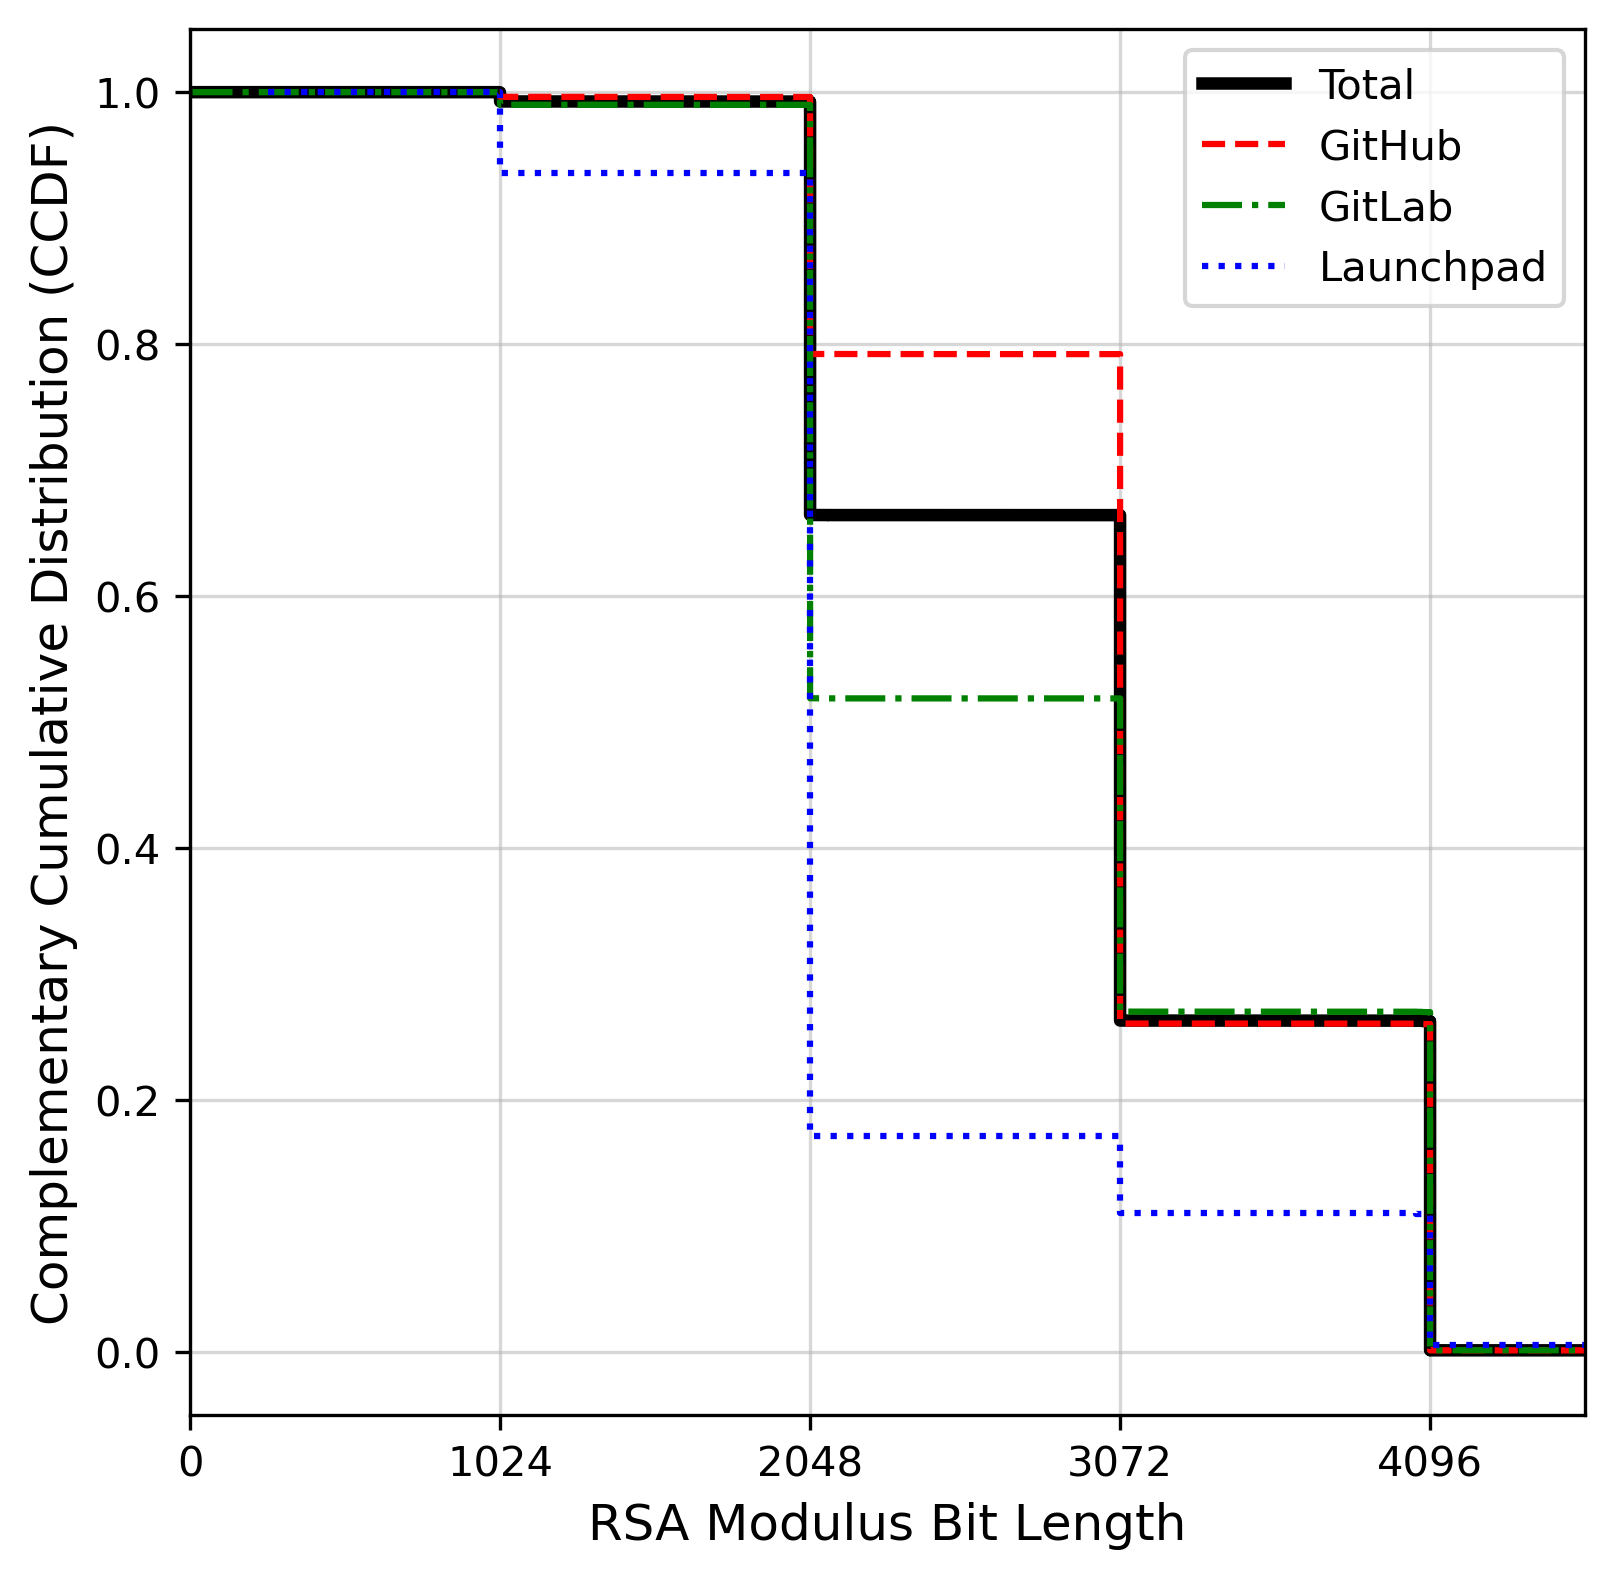 Complementary Cumulative Distribution (CCDF)
1.0
0.8
0.6
0.4
0.2
0.0
Total
GitHub
GitLab
Launchpad
0 1024 2048 3072 4096
RSA Modulus Bit Length